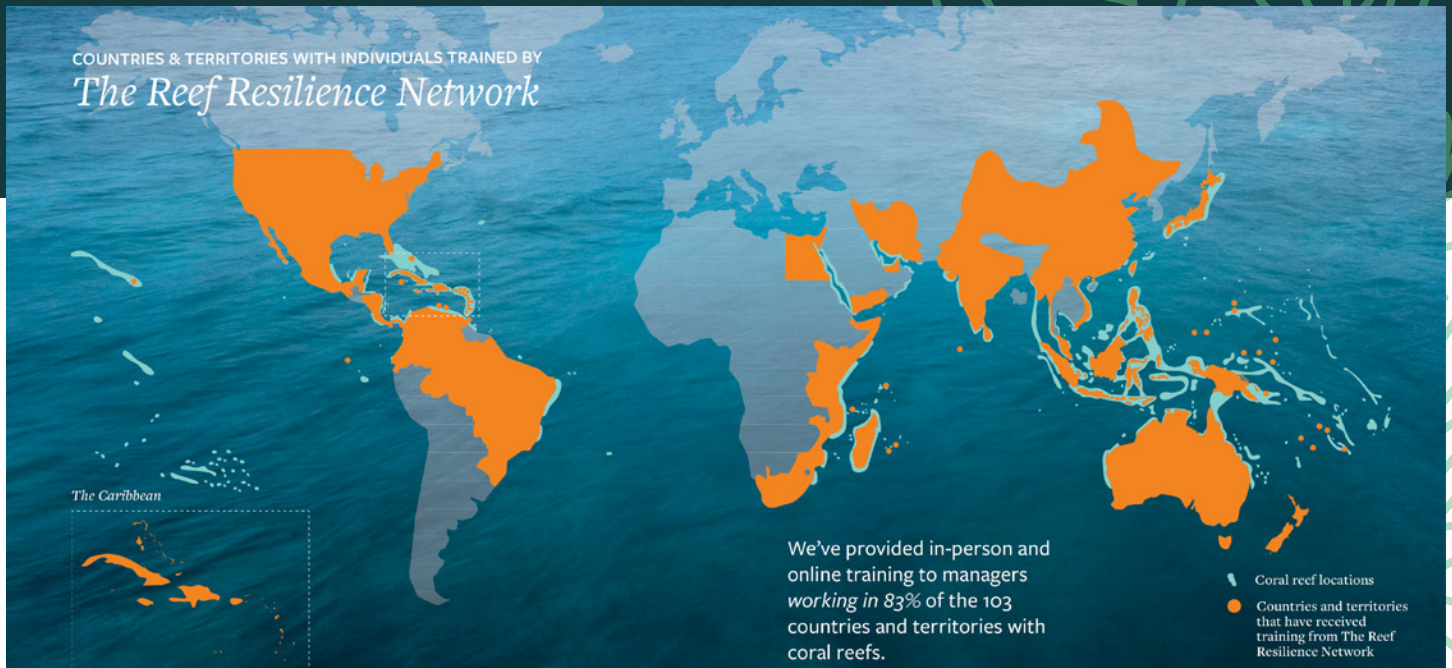 COUNTRIES & TERRITORIES WITH INDIVIDUALS TRAINED BY
The Reef Resilience Network
The Caribbean
We've provided in-person and
online training to managers
working in 83% of the 103
countries and territories with
coral reefs.
Coral reef locations
Countries and territories
that have received
training from The Reef
Resilience Network